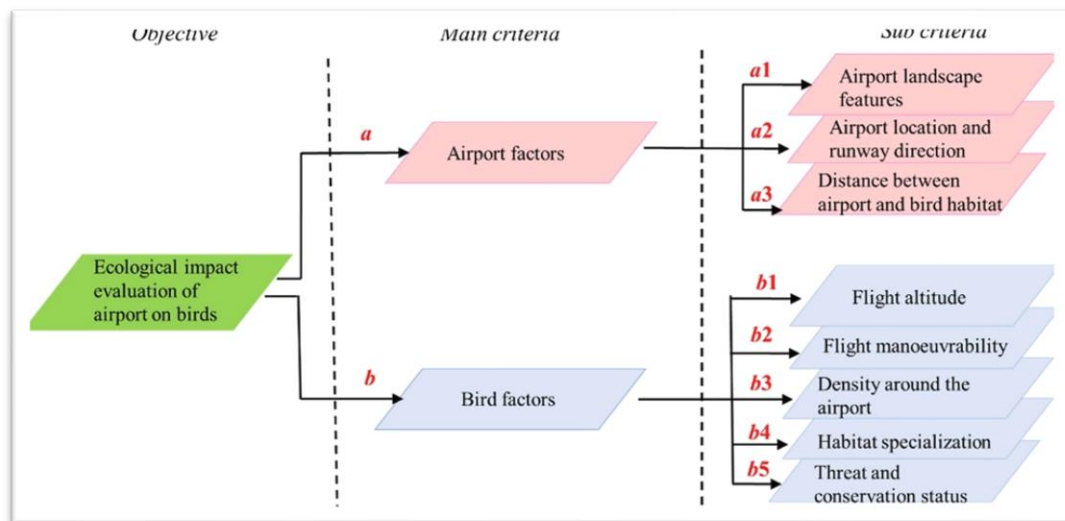 Objective
Main criteria
Sub criteria
a1
Airport landscape
features
a
a2
Airport factors
Airport location and
runway direction
a3
Distance between
airport and bird habitat
Ecological impact
evaluation of
airport on birds
b1
Flight altitude
b2
Flight manoeuvrability
b
b3
Bird factors
Density around the
airport
b4
Habitat specialization
b5
Threat and
conservation status